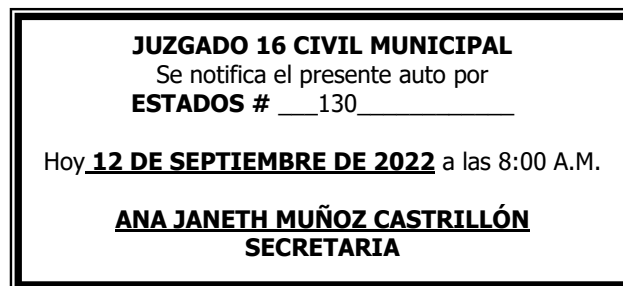 JUZGADO 16 CIVIL MUNICIPAL
Se notifica el presente auto por
ESTADOS # ___130____________
Hoy 12 DE SEPTIEMBRE DE 2022 a las 8:00 A.M.
ANA JANETH MUÑOZ CASTRILLÓN
SECRETARIA